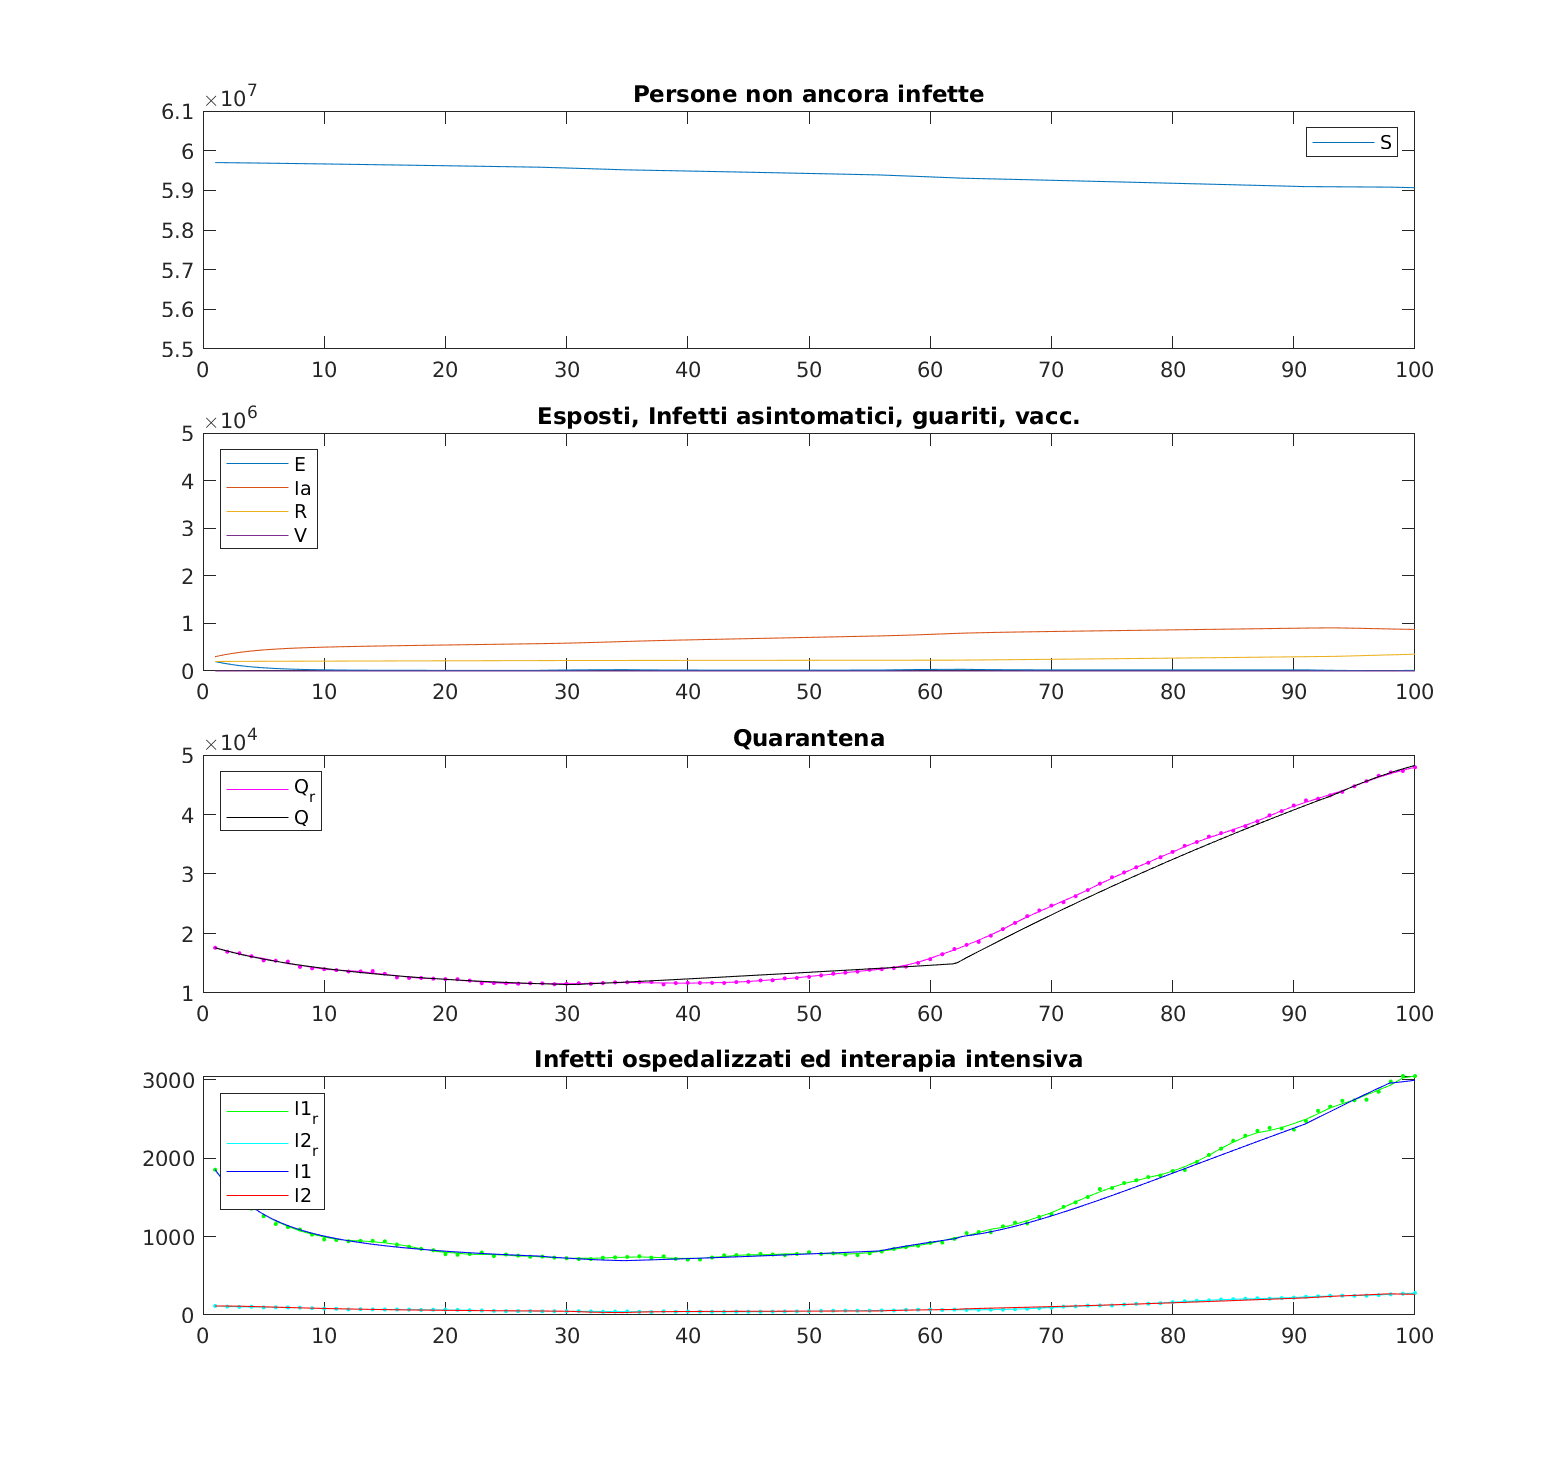 Persone non ancora infette
×10^7
6.1
6
5.9
5.8
5.7
5.6
5.5
S
0 10 20 30 40 50 60 70 80 90 100
Esposti, Infetti asintomatici, guariti, vacc.
×10^6
5
4
3
2
1
0
E
Ia
R
V
0 10 20 30 40 50 60 70 80 90 100
Quarantena
×10^4
5
4
3
2
1
Q_r
Q
0 10 20 30 40 50 60 70 80 90 100
Infetti ospedalizzati ed interapia intensiva
3000
2000
1000
0
I1_r
I2_r
I1
I2
0 10 20 30 40 50 60 70 80 90 100